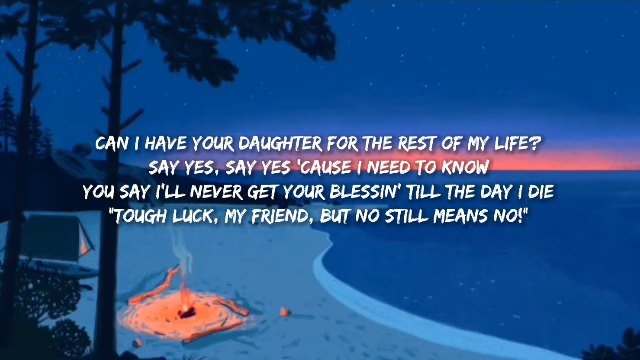 CAN I HAVE YOUR DAUGHTER FOR THE REST OF MY LIFE?
SAY YES, SAY YES 'CAUSE I NEED TO KNOW
YOU SAY I'LL NEVER GET YOUR BLESSIN' TILL THE DAY I DIE
"TOUGH LUCK, MY FRIEND, BUT NO STILL MEANS NO!"